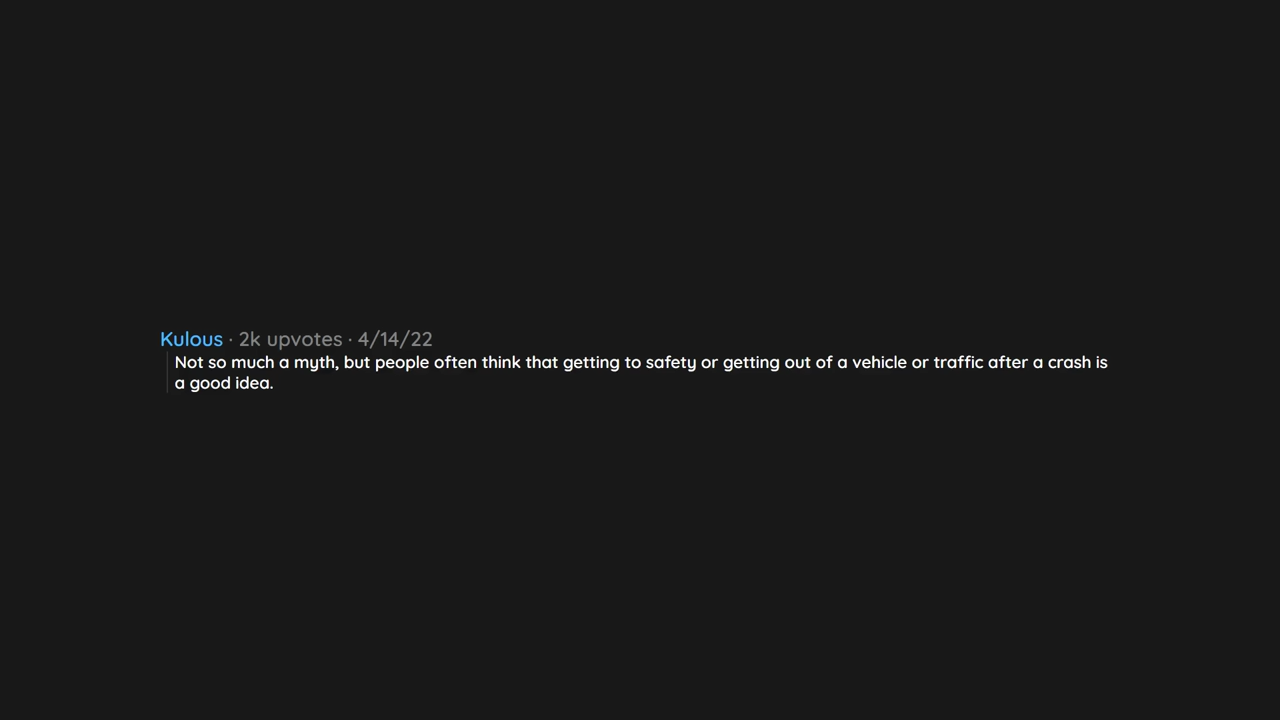 Kulous · 2k upvotes · 4/14/22
Not so much a myth, but people often think that getting to safety or getting out of a vehicle or traffic after a crash is
a good idea.